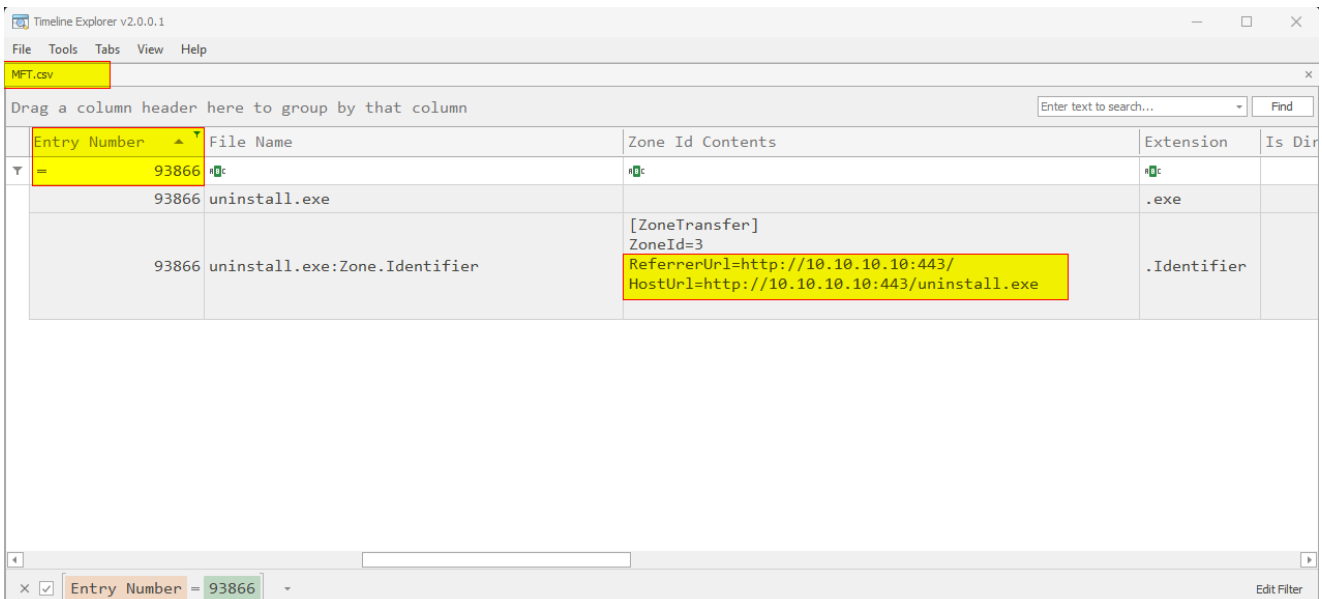 Timeline Explorer v2.0.0.1
File Tools Tabs View Help
MFT.csv
Drag a column header here to group by that column
Enter text to search...
Find
Entry Number File Name Zone Id Contents Extension Is Dir
= 93866
93866 uninstall.exe .exe
[ZoneTransfer]
ZoneId=3
93866 uninstall.exe:Zone.Identifier ReferrerUrl=http://10.10.10.10:443/ .Identifier
HostUrl=http://10.10.10.10:443/uninstall.exe
Entry Number = 93866
Edit Filter